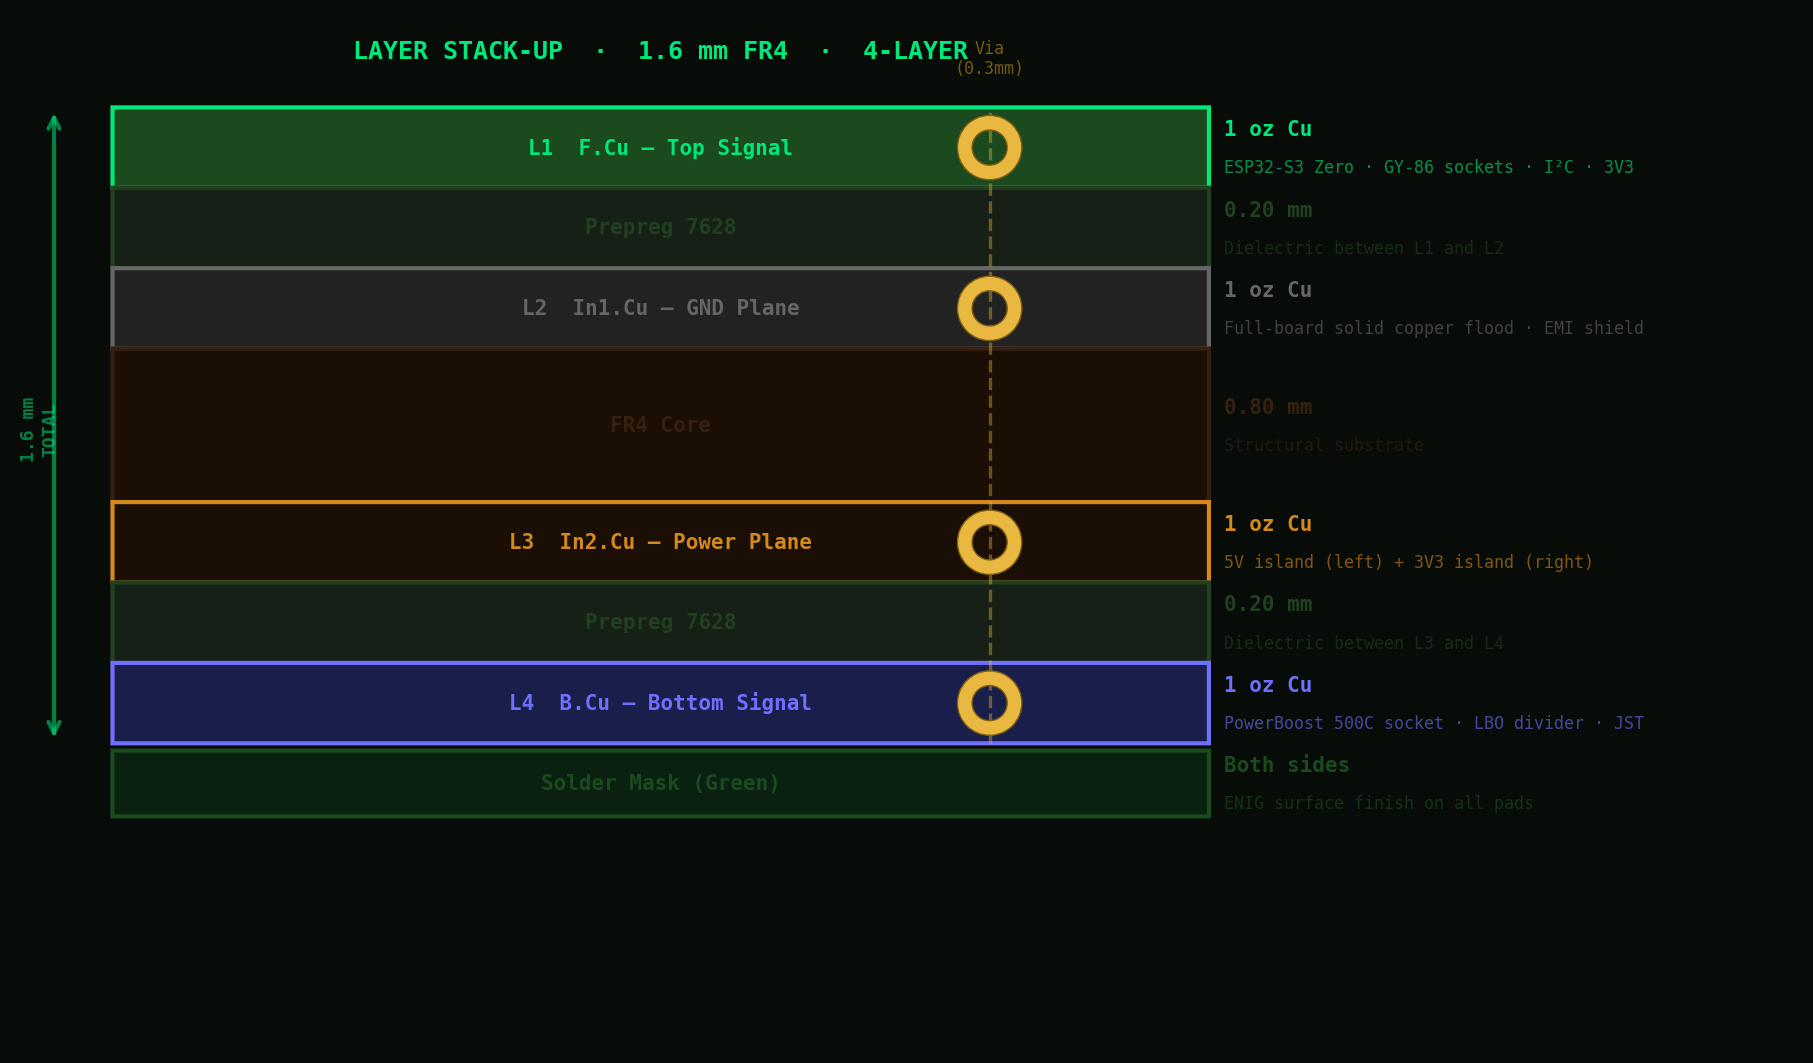 LAYER STACK-UP · 1.6 mm FR4 · 4-LAYER
Via
(0.3mm)
L1 F.Cu — Top Signal
1 oz Cu
ESP32-S3 Zero · GY-86 sockets · I²C · 3V3
Prepreg 7628
0.20 mm
Dielectric between L1 and L2
L2 In1.Cu — GND Plane
1 oz Cu
Full-board solid copper flood · EMI shield
1.6 mm
TOTAL
FR4 Core
0.80 mm
Structural substrate
L3 In2.Cu — Power Plane
1 oz Cu
5V island (left) + 3V3 island (right)
Prepreg 7628
0.20 mm
Dielectric between L3 and L4
L4 B.Cu — Bottom Signal
1 oz Cu
PowerBoost 500C socket · LBO divider · JST
Solder Mask (Green)
Both sides
ENIG surface finish on all pads